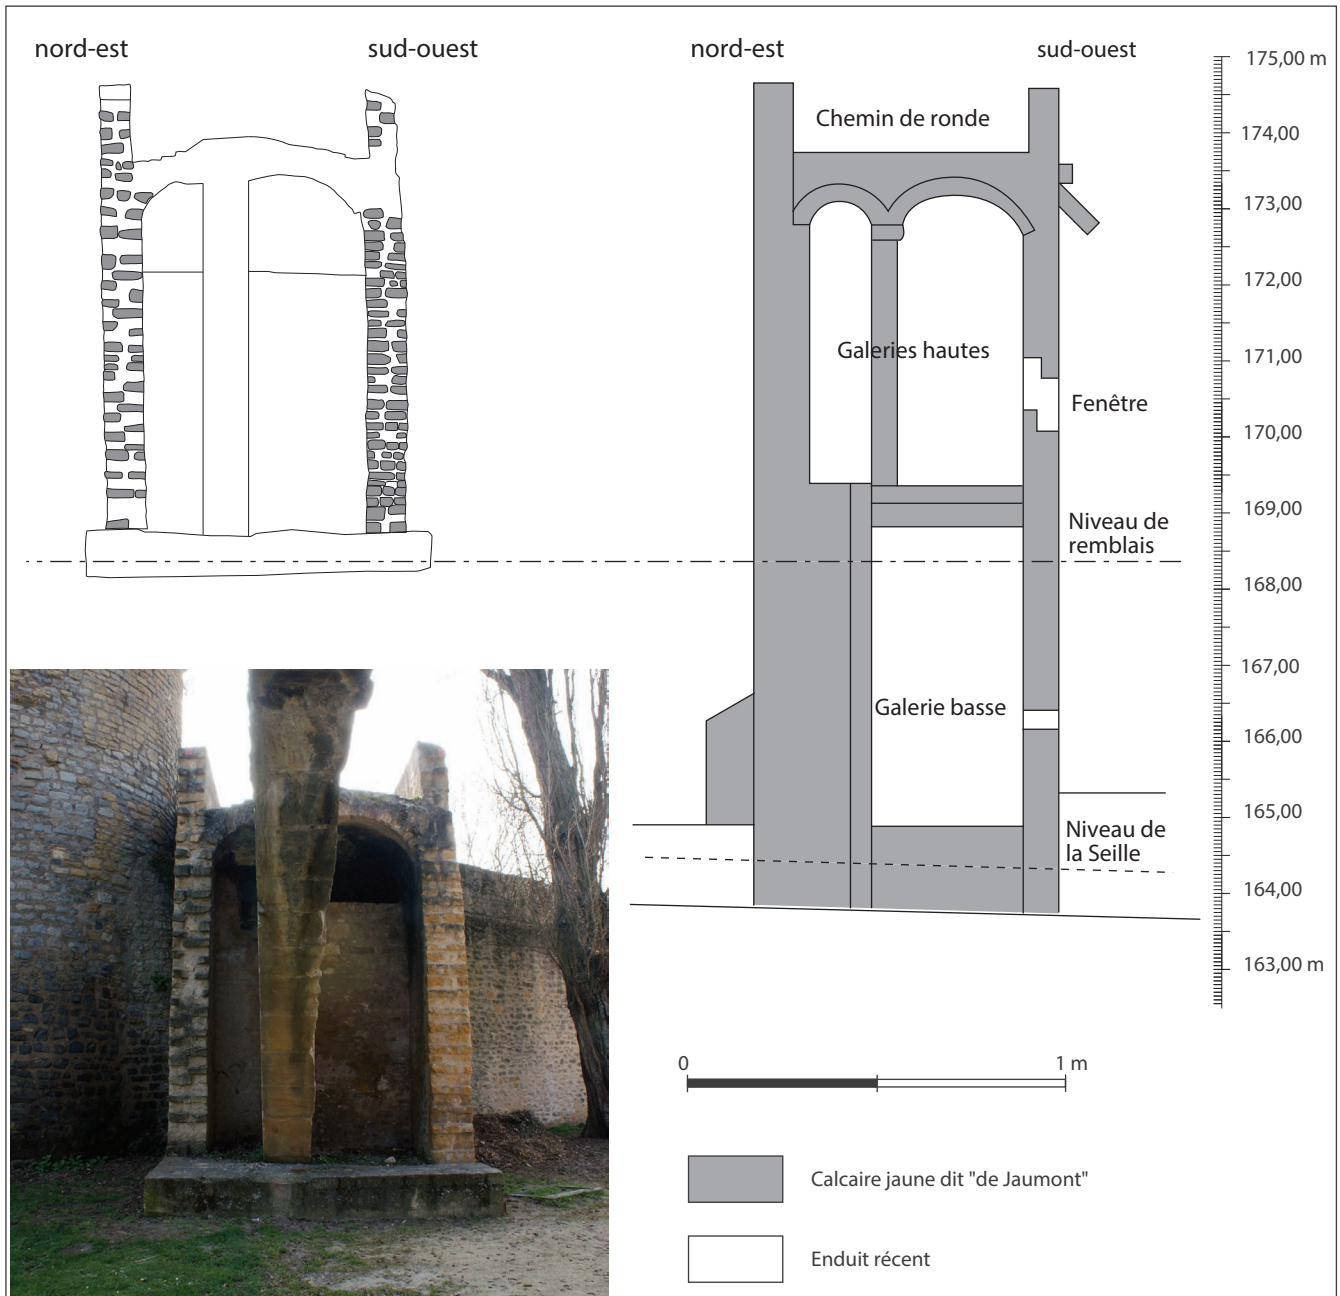 nord-est
sud-ouest
nord-est
sud-ouest
175,00 m
Chemin de ronde
174,00
173,00
172,00
Galeries hautes
171,00
Fenêtre
170,00
169,00
Niveau de
remblais
168,00
167,00
Galerie basse
166,00
165,00
Niveau de
la Seille
164,00
163,00 m
0
1 m
Calcaire jaune dit "de Jaumont"
Enduit récent